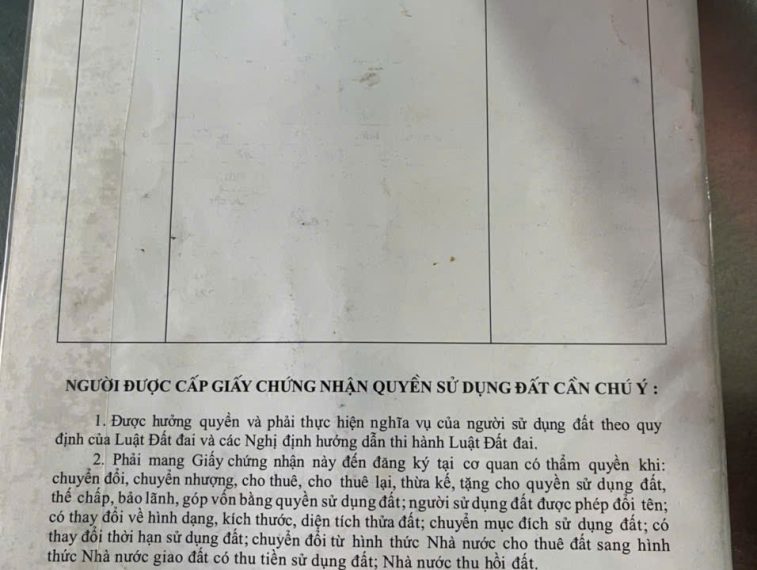 NGƯỜI ĐƯỢC CẤP GIẤY CHỨNG NHẬN QUYỀN SỬ DỤNG ĐẤT CẦN CHÚ Ý :
1. Được hưởng quyền và phải thực hiện nghĩa vụ của người sử dụng đất theo quy
định của Luật Đất đai và các Nghị định hướng dẫn thi hành Luật Đất đai.
2. Phải mang Giấy chứng nhận này đến đăng ký tại cơ quan có thẩm quyền khi:
chuyển đổi, chuyển nhượng, cho thuê, cho thuê lại, thừa kế, tặng cho quyền sử dụng đất,
thế chấp, bảo lãnh, góp vốn bằng quyền sử dụng đất; người sử dụng đất được phép đổi tên;
có thay đổi về hình dạng, kích thước, diện tích thửa đất; chuyển mục đích sử dụng đất; có
thay đổi thời hạn sử dụng đất; chuyển đổi từ hình thức Nhà nước cho thuê đất sang hình
thức Nhà nước giao đất có thu tiền sử dụng đất; Nhà nước thu hồi đất.